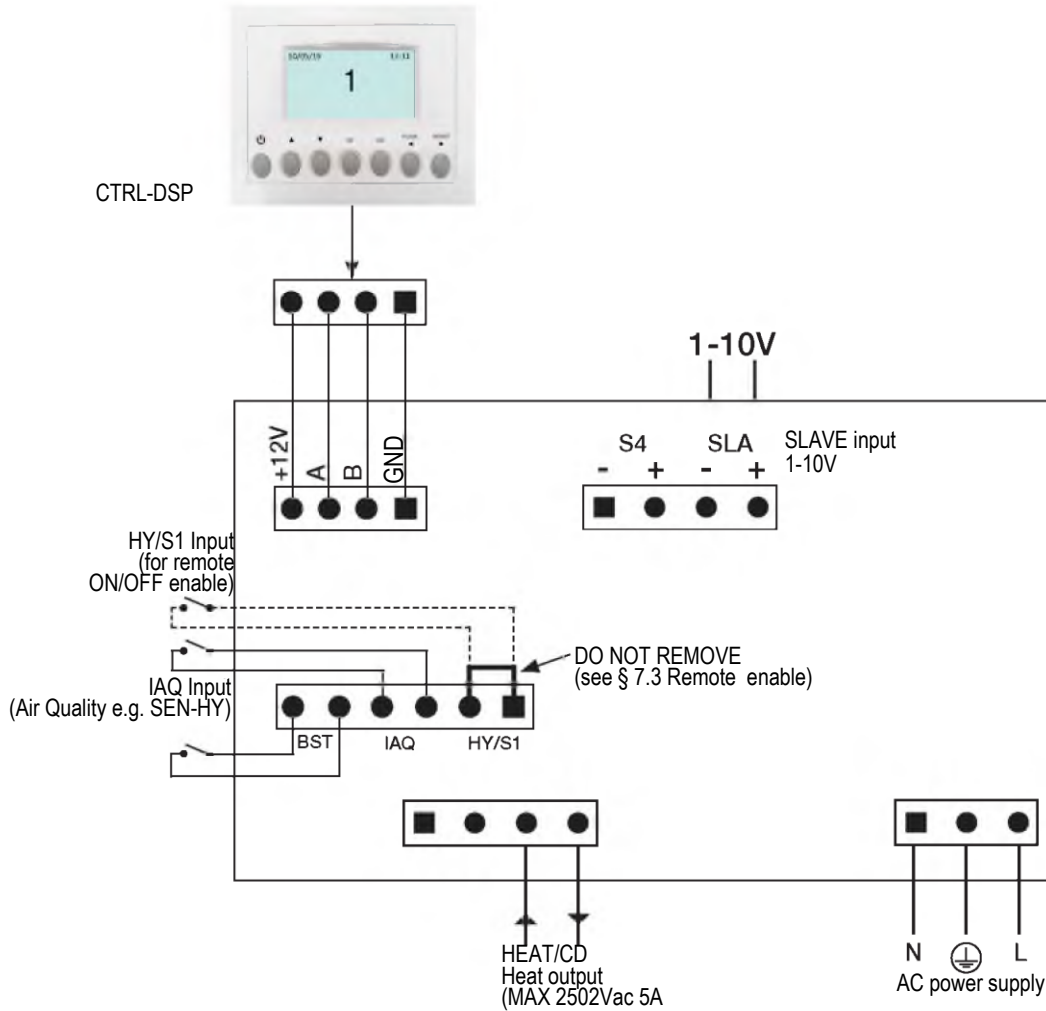 1
CTRL-DSP
1-10V
+12V
A
B
GND
S4 SLA
- + - +
SLAVE input
1-10V
HY/S1 Input
(for remote
ON/OFF enable)
DO NOT REMOVE
(see § 7.3 Remote enable)
IAQ Input
(Air Quality e.g. SEN-HY)
BST IAQ HY/S1
HEAT/CD
Heat output
(MAX 2502Vac 5A
N L
AC power supply